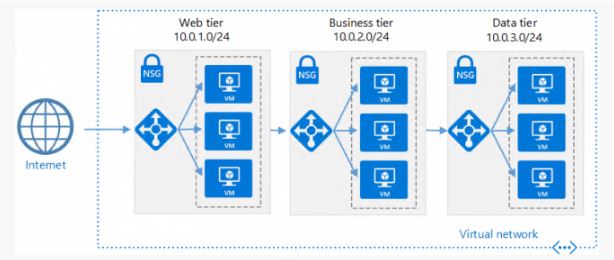 Web tier
10.0.1.0/24
Business tier
10.0.2.0/24
Data tier
10.0.3.0/24
NSG
NSG
NSG
VM
VM
VM
VM
VM
VM
VM
VM
VM
Internet
Virtual network